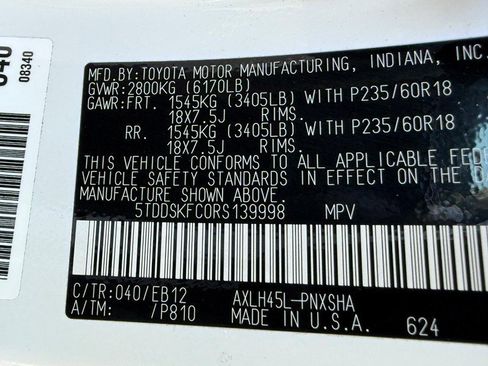 040
08340
MFD.BY:TOYOTA MOTOR MANUFACTURING, INDIANA, INC.
GVWR:2800KG (6170LB)
GAWR:FRT. 1545KG (3405LB) WITH P235/60R18
18X7.5J RIMS.
RR. 1545KG (3405LB) WITH P235/60R18
18X7.5J RIMS.
THIS VEHICLE CONFORMS TO ALL APPLICABLE
VEHICLE SAFETY STANDARDS IN EFFECT ON THE DA
MANUFACTURE SHOWN ABOVE.
5TDDSKFC0RS139998 MPV
C/TR:040/EB12 AXLH45L-PNXSHA
A/TM: /P810 MADE IN U.S.A. 624